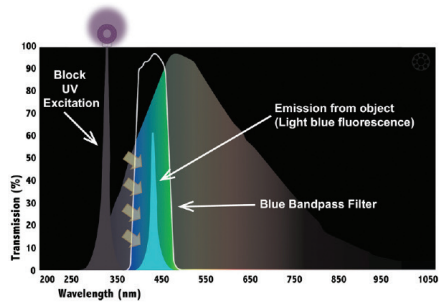 100
90
80
70
60
50
40
30
20
10
0
Transmission (%)
Block
UV
Excitation
Emission from object
(Light blue fluorescence)
Blue Bandpass Filter
200 250 350 450 550 650 750 850 950 1050
Wavelength (nm)